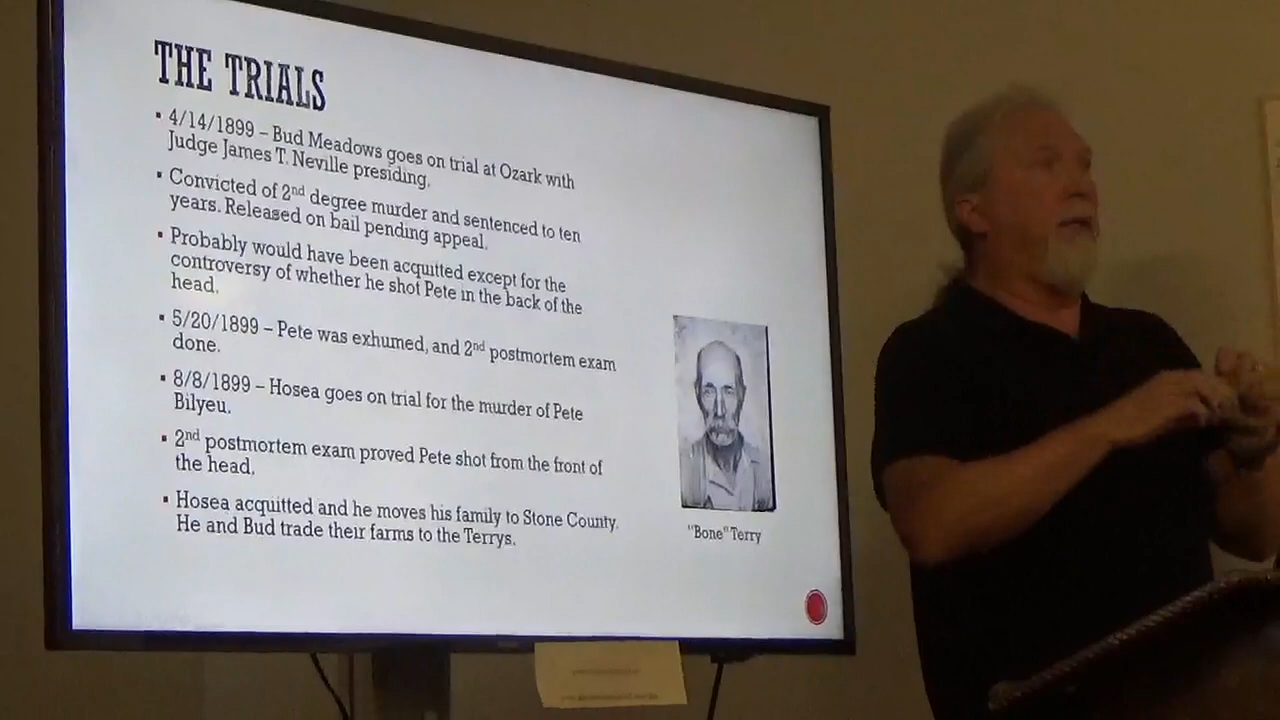 THE TRIALS
▪ 4/14/1899 – Bud Meadows goes on trial at Ozark with
Judge James T. Neville presiding.
▪ Convicted of 2nd degree murder and sentenced to ten
years. Released on bail pending appeal.
▪ Probably would have been acquitted except for the
controversy of whether he shot Pete in the back of the
head.
▪ 5/20/1899 – Pete was exhumed, and 2nd postmortem exam
done.
▪ 8/8/1899 – Hosea goes on trial for the murder of Pete
Bilyeu.
▪ 2nd postmortem exam proved Pete shot from the front of
the head.
▪ Hosea acquitted and he moves his family to Stone County.
He and Bud trade their farms to the Terrys.
"Bone" Terry